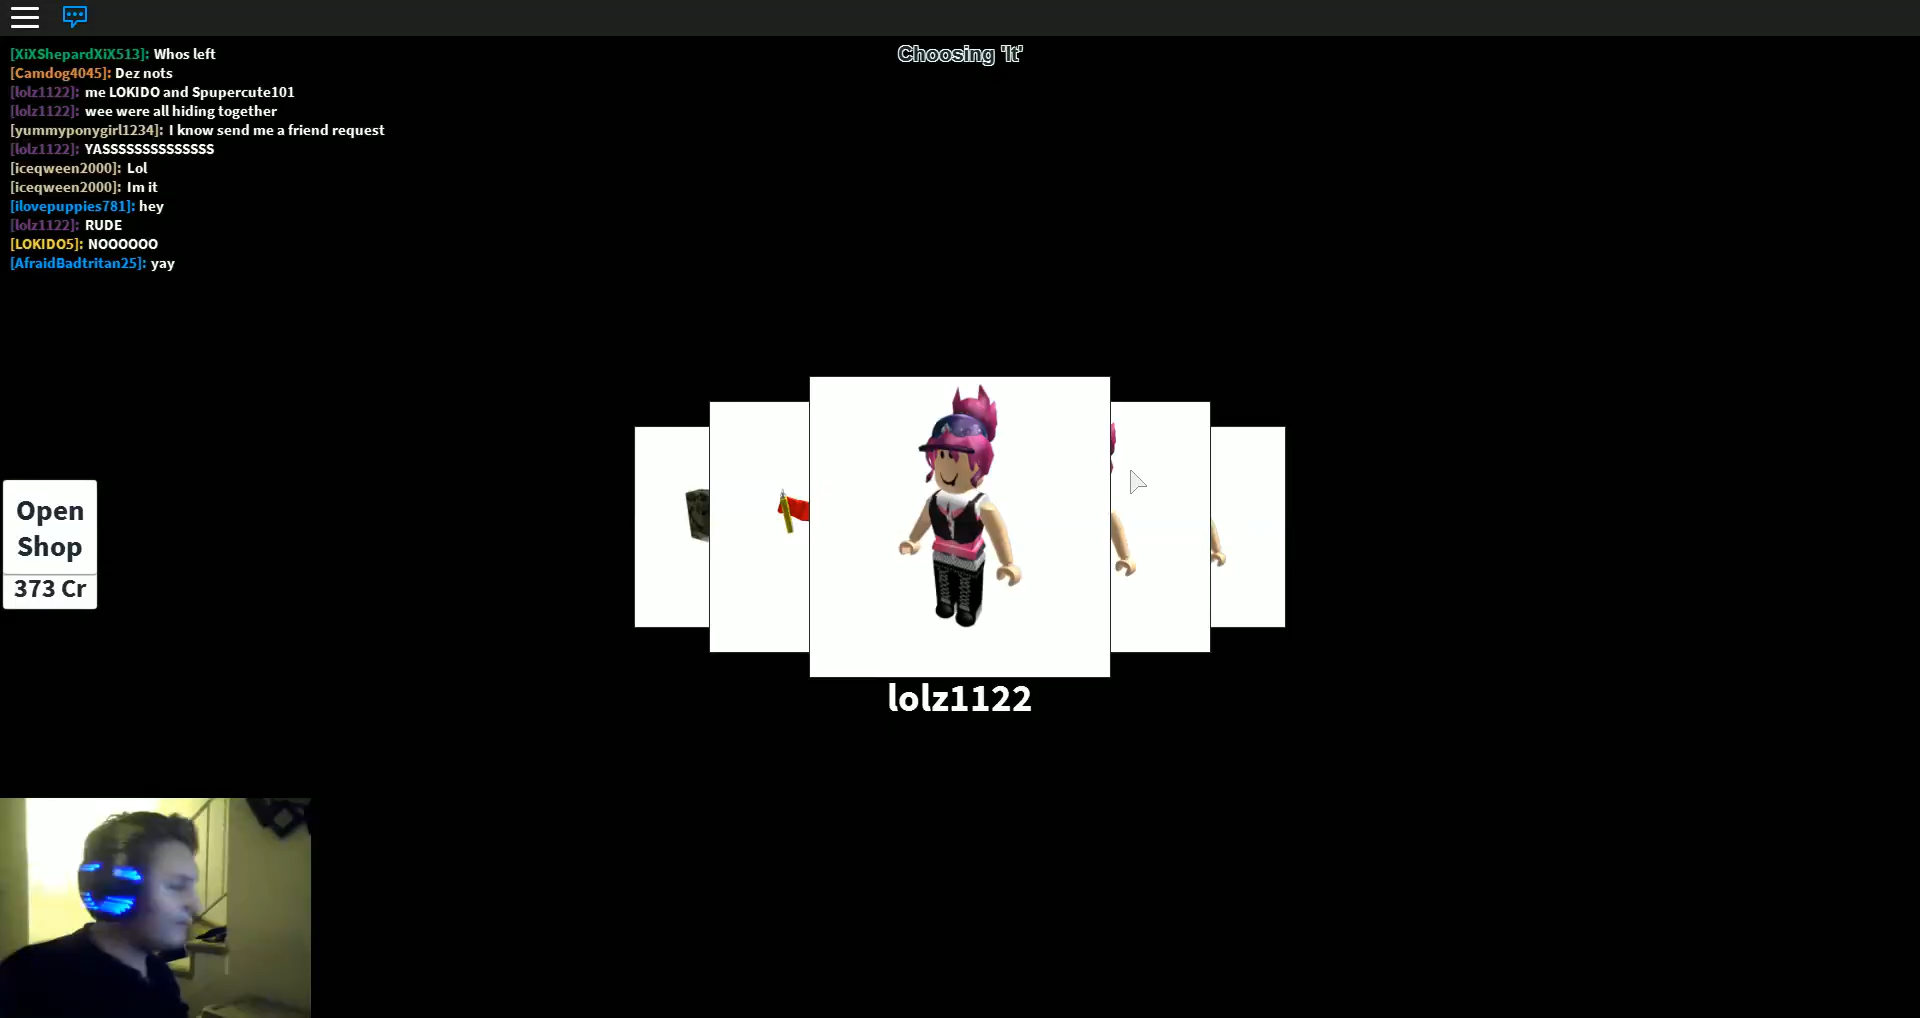 [XiXShepardXiX513]: Whos left
[Camdog4045]: Dez nots
[lolz1122]: me LOKIDO and Spupercute101
[lolz1122]: wee were all hiding together
[yummyponygirl1234]: I know send me a friend request
[lolz1122]: YASSSSSSSSSSSSSS
[iceqween2000]: Lol
[iceqween2000]: Im it
[ilovepuppies781]: hey
[lolz1122]: RUDE
[LOKIDO5]: NOOOOOO
[AfraidBadtritan25]: yay
Choosing 'It'
Open
Shop
373 Cr
lolz1122